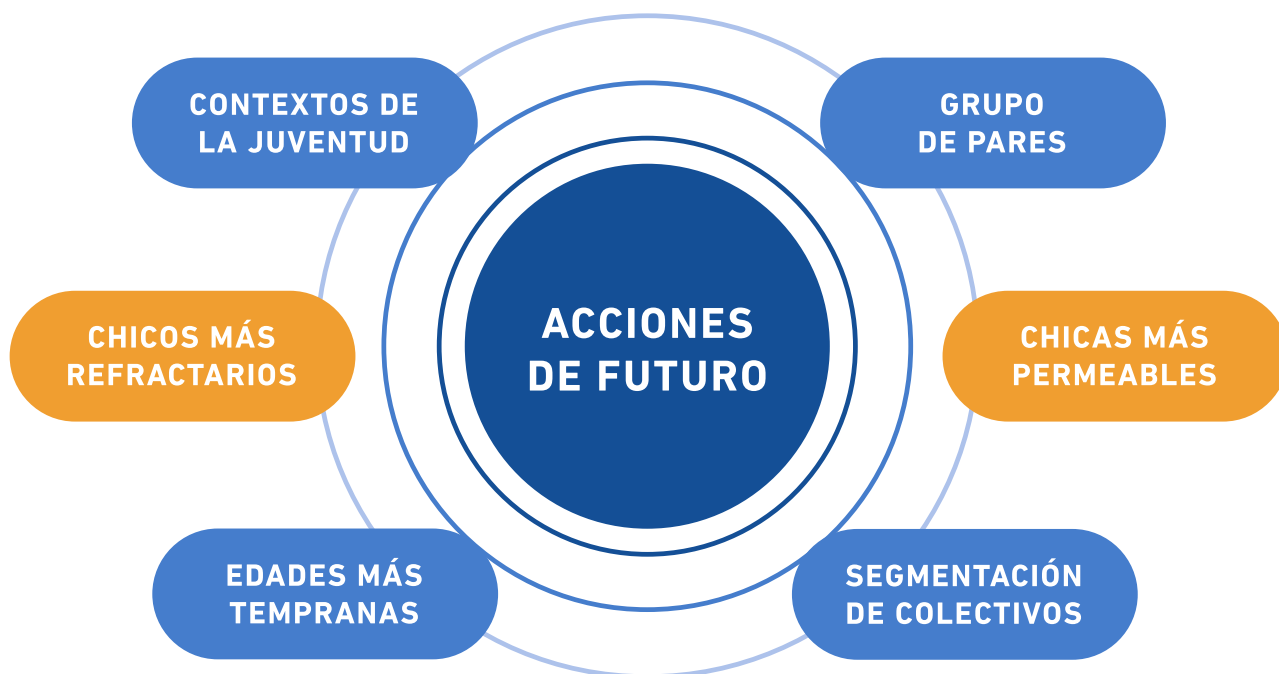 CONTEXTOS DE
LA JUVENTUD
GRUPO
DE PARES
CHICOS MÁS
REFRACTARIOS
ACCIONES
DE FUTURO
CHICAS MÁS
PERMEABLES
EDADES MÁS
TEMPRANAS
SEGMENTACIÓN
DE COLECTIVOS